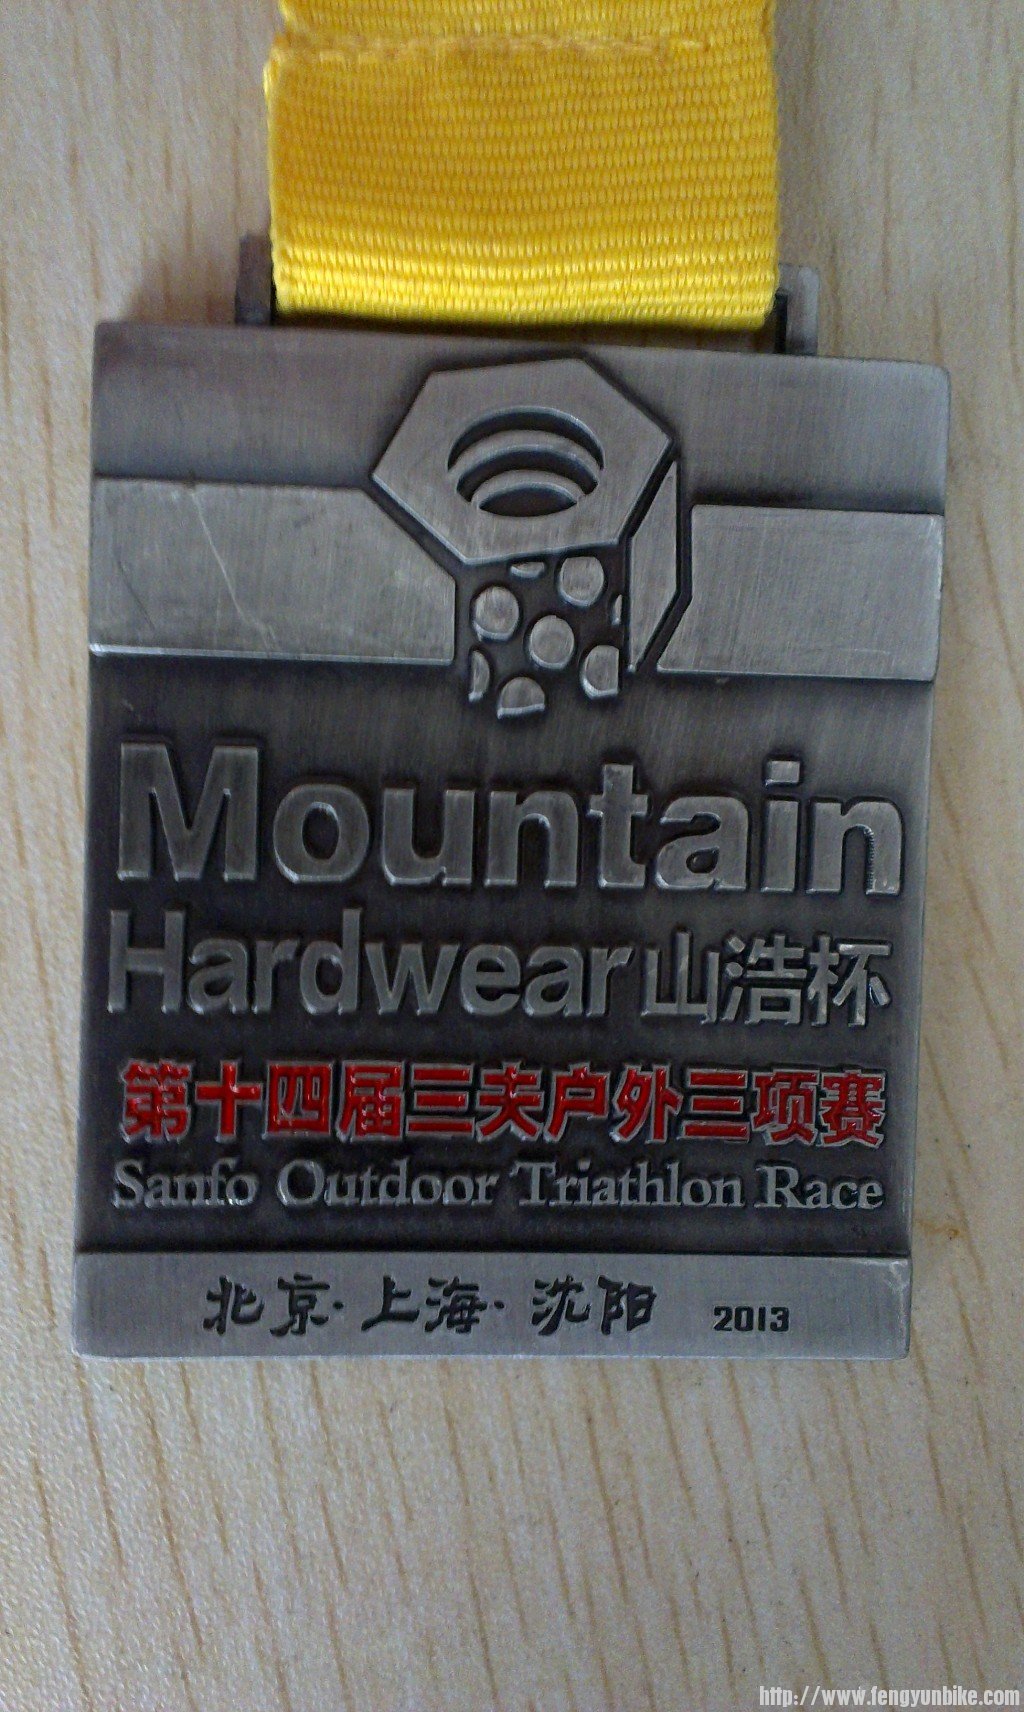 Mountain
Hardwear山浩杯
第十四届三夫户外三项赛
Sanfo Outdoor Triathlon Race
北京·上海·沈阳 2013
http://www.fengyunbike.com